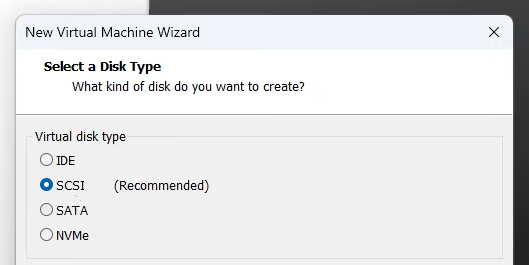 New Virtual Machine Wizard
Select a Disk Type
What kind of disk do you want to create?
Virtual disk type
IDE
SCSI (Recommended)
SATA
NVMe